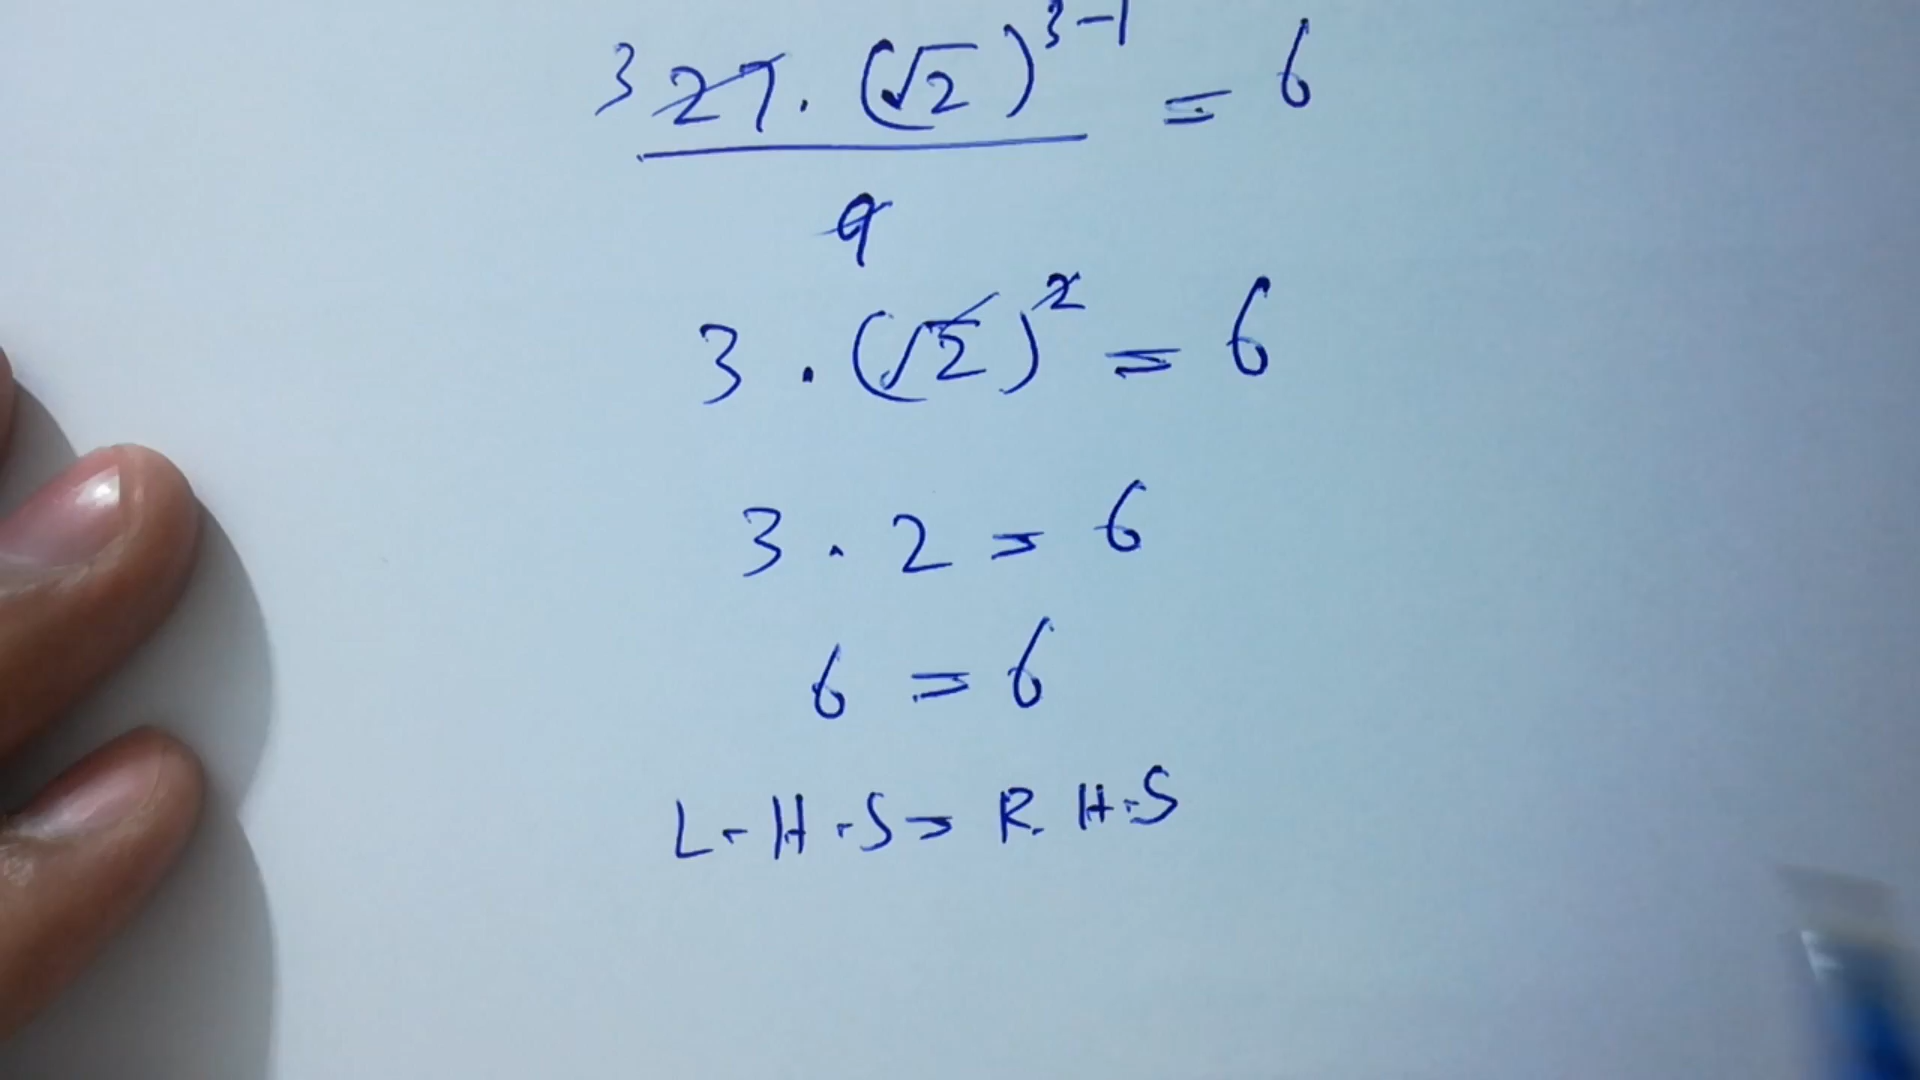 3 27 . (√2)^3-1 = 6
9
3 . (√2)^2 = 6
3 . 2 = 6
6 = 6
L-H-S = R.H-S